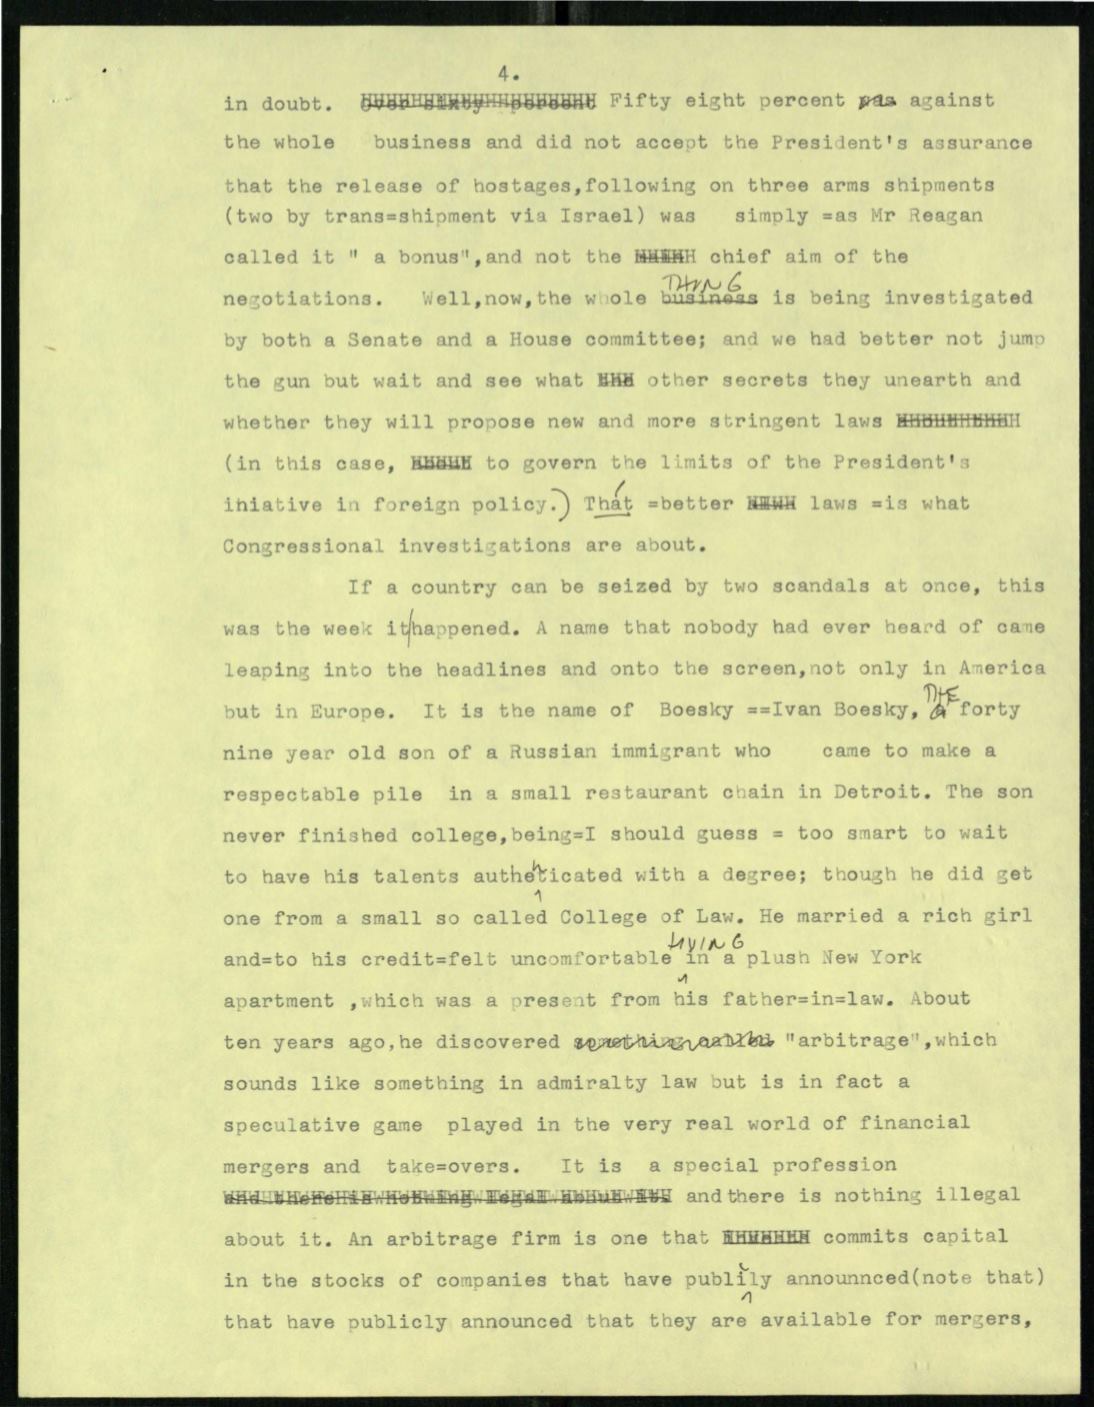 4.
in doubt. Over sixty percent Fifty eight percent was against
the whole business and did not accept the President's assurance
that the release of hostages,following on three arms shipments
(two by trans=shipment via Israel) was simply =as Mr Reagan
called it " a bonus",and not the chief aim of the
THING
negotiations. Well,now,the whole business is being investigated
by both a Senate and a House committee; and we had better not jump
the gun but wait and see what other secrets they unearth and
whether they will propose new and more stringent laws
(in this case, to govern the limits of the President's
ihiative in foreign policy.) That =better laws =is what
Congressional investigations are about.
If a country can be seized by two scandals at once, this
was the week it/happened. A name that nobody had ever heard of came
leaping into the headlines and onto the screen,not only in America
THE
but in Europe. It is the name of Boesky ==Ivan Boesky, a forty
nine year old son of a Russian immigrant who came to make a
respectable pile in a small restaurant chain in Detroit. The son
never finished college,being=I should guess = too smart to wait
n
to have his talents autheticated with a degree; though he did get
one from a small so called College of Law. He married a rich girl
LIVING
and=to his credit=felt uncomfortable in a plush New York
apartment ,which was a present from his father=in=law. About
ten years ago,he discovered something called "arbitrage",which
sounds like something in admiralty law but is in fact a
speculative game played in the very real world of financial
mergers and take=overs. It is a special profession
and there is nothing illegal about it. and there is nothing illegal
about it. An arbitrage firm is one that commits capital
c
in the stocks of companies that have publily announnced(note that)
that have publicly announced that they are available for mergers,